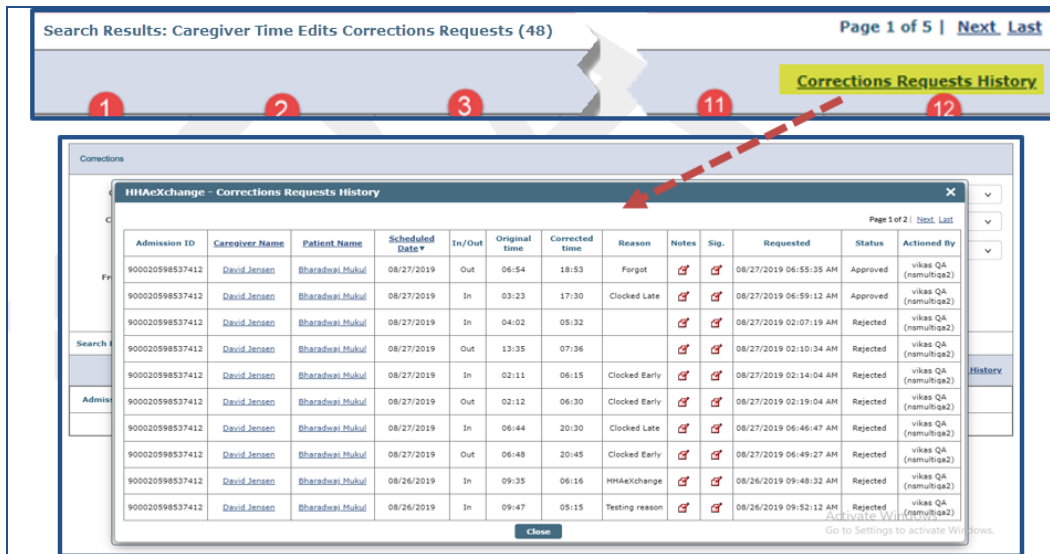 Search Results: Caregiver Time Edits Corrections Requests (48)
Page 1 of 5 | Next Last
Corrections Requests History
1 2 3 11 12
Corrections
HHAeXchange - Corrections Requests History
Page 1 of 2 | Next Last
Admission ID Caregiver Name Patient Name Scheduled Date▼ In/Out Original time Corrected time Reason Notes Sig. Requested Status Actioned By
900020598537412 David Jensen Bharadwaj Mukul 08/27/2019 Out 06:54 18:53 Forgot 08/27/2019 06:55:35 AM Approved vikas QA (nsmultiqa2)
900020598537412 David Jensen Bharadwaj Mukul 08/27/2019 In 03:23 17:30 Clocked Late 08/27/2019 06:59:12 AM Approved vikas QA (nsmultiqa2)
900020598537412 David Jensen Bharadwaj Mukul 08/27/2019 In 04:02 05:32 08/27/2019 02:07:19 AM Rejected vikas QA (nsmultiqa2)
900020598537412 David Jensen Bharadwaj Mukul 08/27/2019 Out 13:35 07:36 08/27/2019 02:10:34 AM Rejected vikas QA (nsmultiqa2)
900020598537412 David Jensen Bharadwaj Mukul 08/27/2019 In 02:11 06:15 Clocked Early 08/27/2019 02:14:04 AM Rejected vikas QA (nsmultiqa2)
900020598537412 David Jensen Bharadwaj Mukul 08/27/2019 Out 02:12 06:30 Clocked Early 08/27/2019 02:19:04 AM Rejected vikas QA (nsmultiqa2)
900020598537412 David Jensen Bharadwaj Mukul 08/27/2019 In 06:44 20:30 Clocked Late 08/27/2019 06:46:47 AM Rejected vikas QA (nsmultiqa2)
900020598537412 David Jensen Bharadwaj Mukul 08/27/2019 Out 06:48 20:45 Clocked Early 08/27/2019 06:49:27 AM Rejected vikas QA (nsmultiqa2)
900020598537412 David Jensen Bharadwaj Mukul 08/26/2019 In 09:35 06:16 HHAeXchange 08/26/2019 09:48:32 AM Rejected vikas QA (nsmultiqa2)
900020598537412 David Jensen Bharadwaj Mukul 08/26/2019 In 09:47 05:15 Testing reason 08/26/2019 09:52:12 AM Rejected vikas QA (nsmultiqa2)
Search
History
Admiss
Close
Activate Windows
Go to Settings to activate Windows.